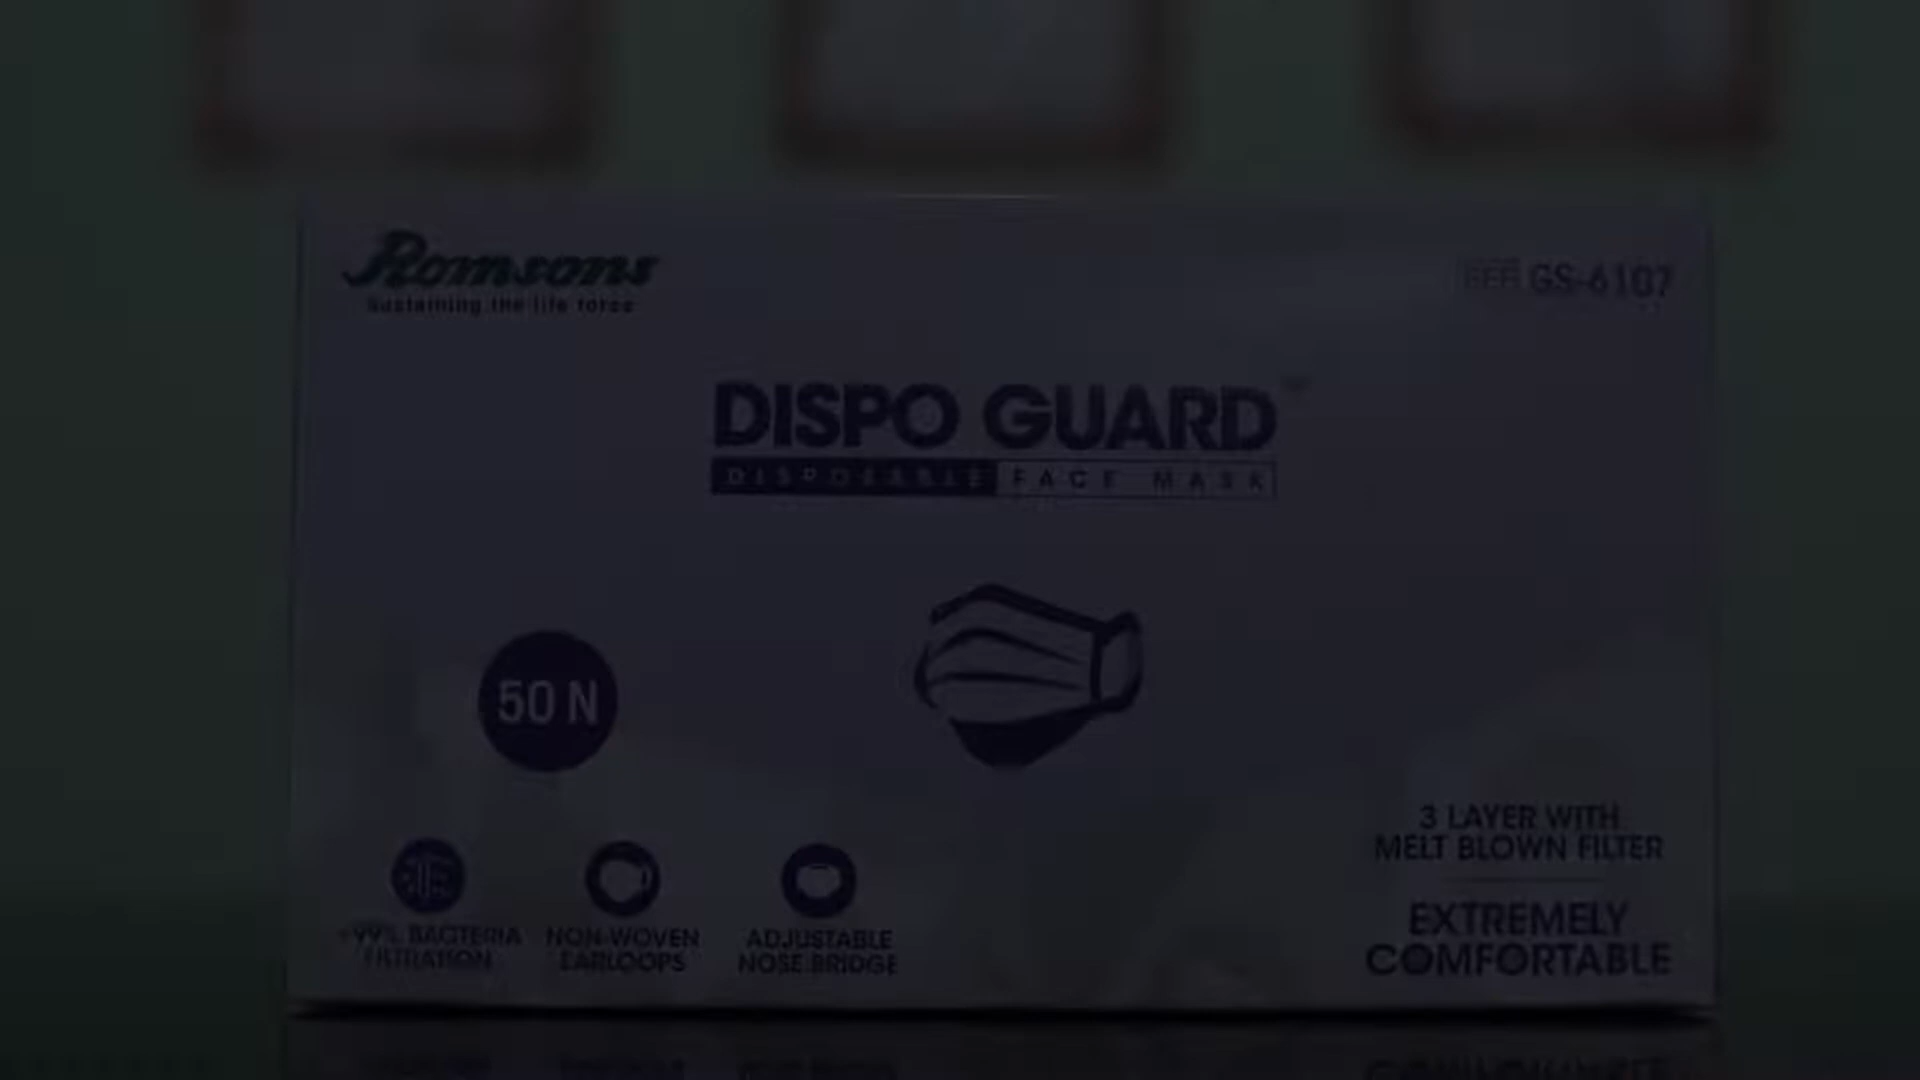 Romsons
Sustaining the life force
REF GS-6107
DISPO GUARD
DISPOSABLE FACE MASK
50 N
3 LAYER WITH
MELT BLOWN FILTER
EXTREMELY
COMFORTABLE
99% BACTERIA
FILTRATION
NON-WOVEN
EARLOOPS
ADJUSTABLE
NOSE BRIDGE